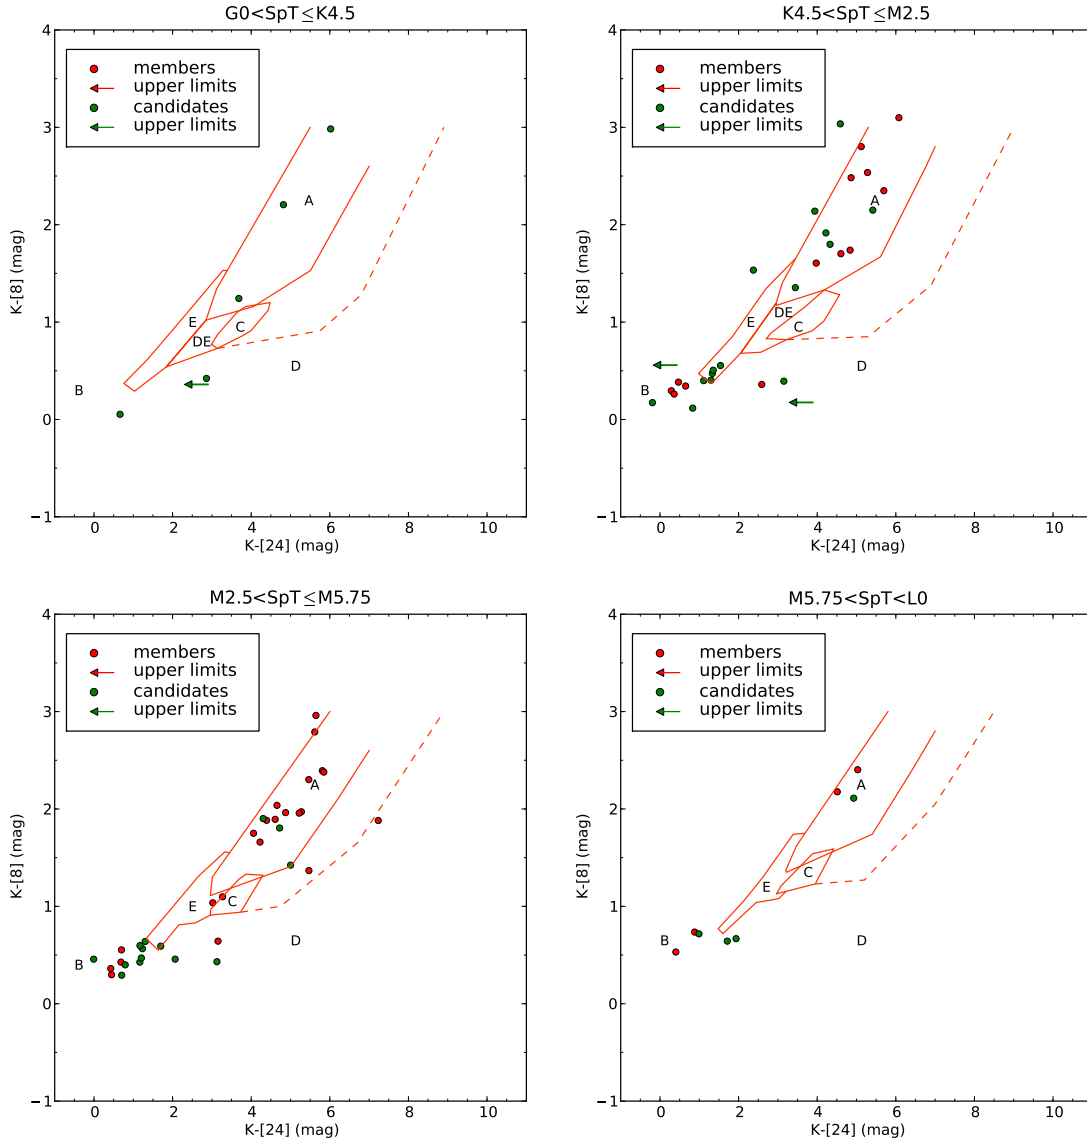 G0<SpT≤K4.5
members
upper limits
candidates
upper limits
A
E
DE
C
D
B
4
3
2
1
0
−1
K-[8] (mag)
0 2 4 6 8 10
K-[24] (mag)
K4.5<SpT≤M2.5
members
upper limits
candidates
upper limits
A
DE
E
C
D
B
4
3
2
1
0
−1
K-[8] (mag)
0 2 4 6 8 10
K-[24] (mag)
M2.5<SpT≤M5.75
members
upper limits
candidates
upper limits
A
E
C
D
B
4
3
2
1
0
−1
K-[8] (mag)
0 2 4 6 8 10
K-[24] (mag)
M5.75<SpT<L0
members
upper limits
candidates
upper limits
A
C
E
B
D
4
3
2
1
0
−1
K-[8] (mag)
0 2 4 6 8 10
K-[24] (mag)